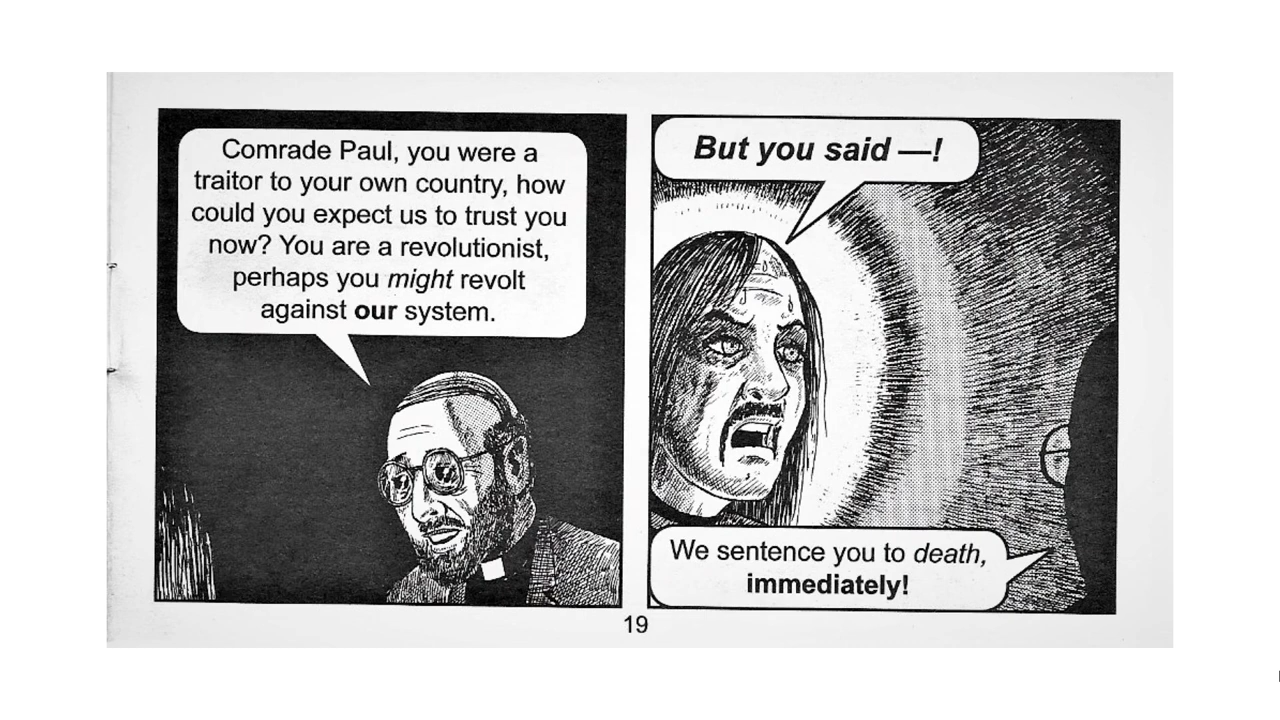 Comrade Paul, you were a
traitor to your own country, how
could you expect us to trust you
now? You are a revolutionist,
perhaps you might revolt
against our system.
But you said —!
We sentence you to death,
immediately!
19